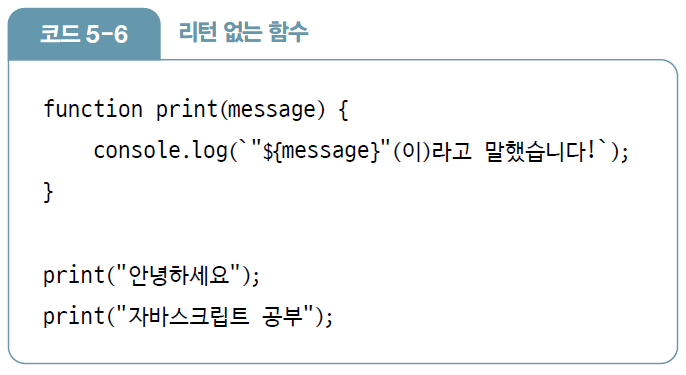 코드 5-6 리턴 없는 함수
function print(message) {
    console.log(`"${message}"(이)라고 말했습니다!`);
}
print("안녕하세요");
print("자바스크립트 공부");